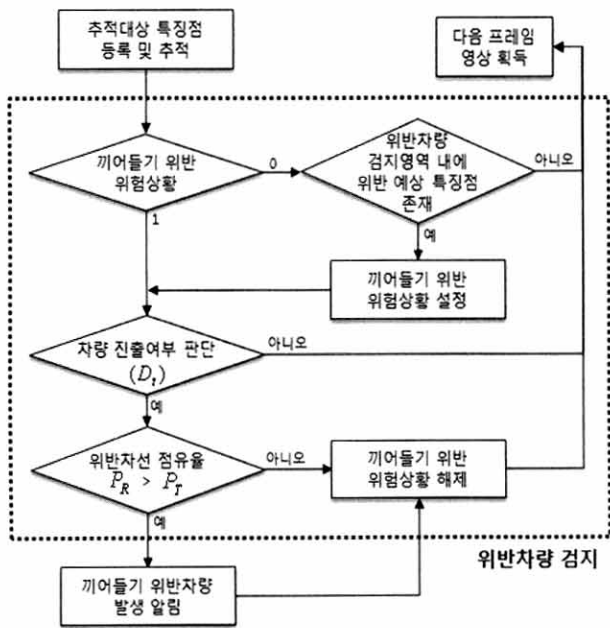 추적대상 특징점
등록 및 추적
다음 프레임
영상 획득
끼어들기 위반
위험상황
0
1
위반차량
검지영역 내에
위반 예상 특징점
존재
아니오
예
끼어들기 위반
위험상황 설정
차량 진출여부 판단
(D_t)
아니오
예
위반차선 점유율
P_R > P_T
아니오
예
끼어들기 위반
위험상황 해제
위반차량 검지
끼어들기 위반차량
발생 알림